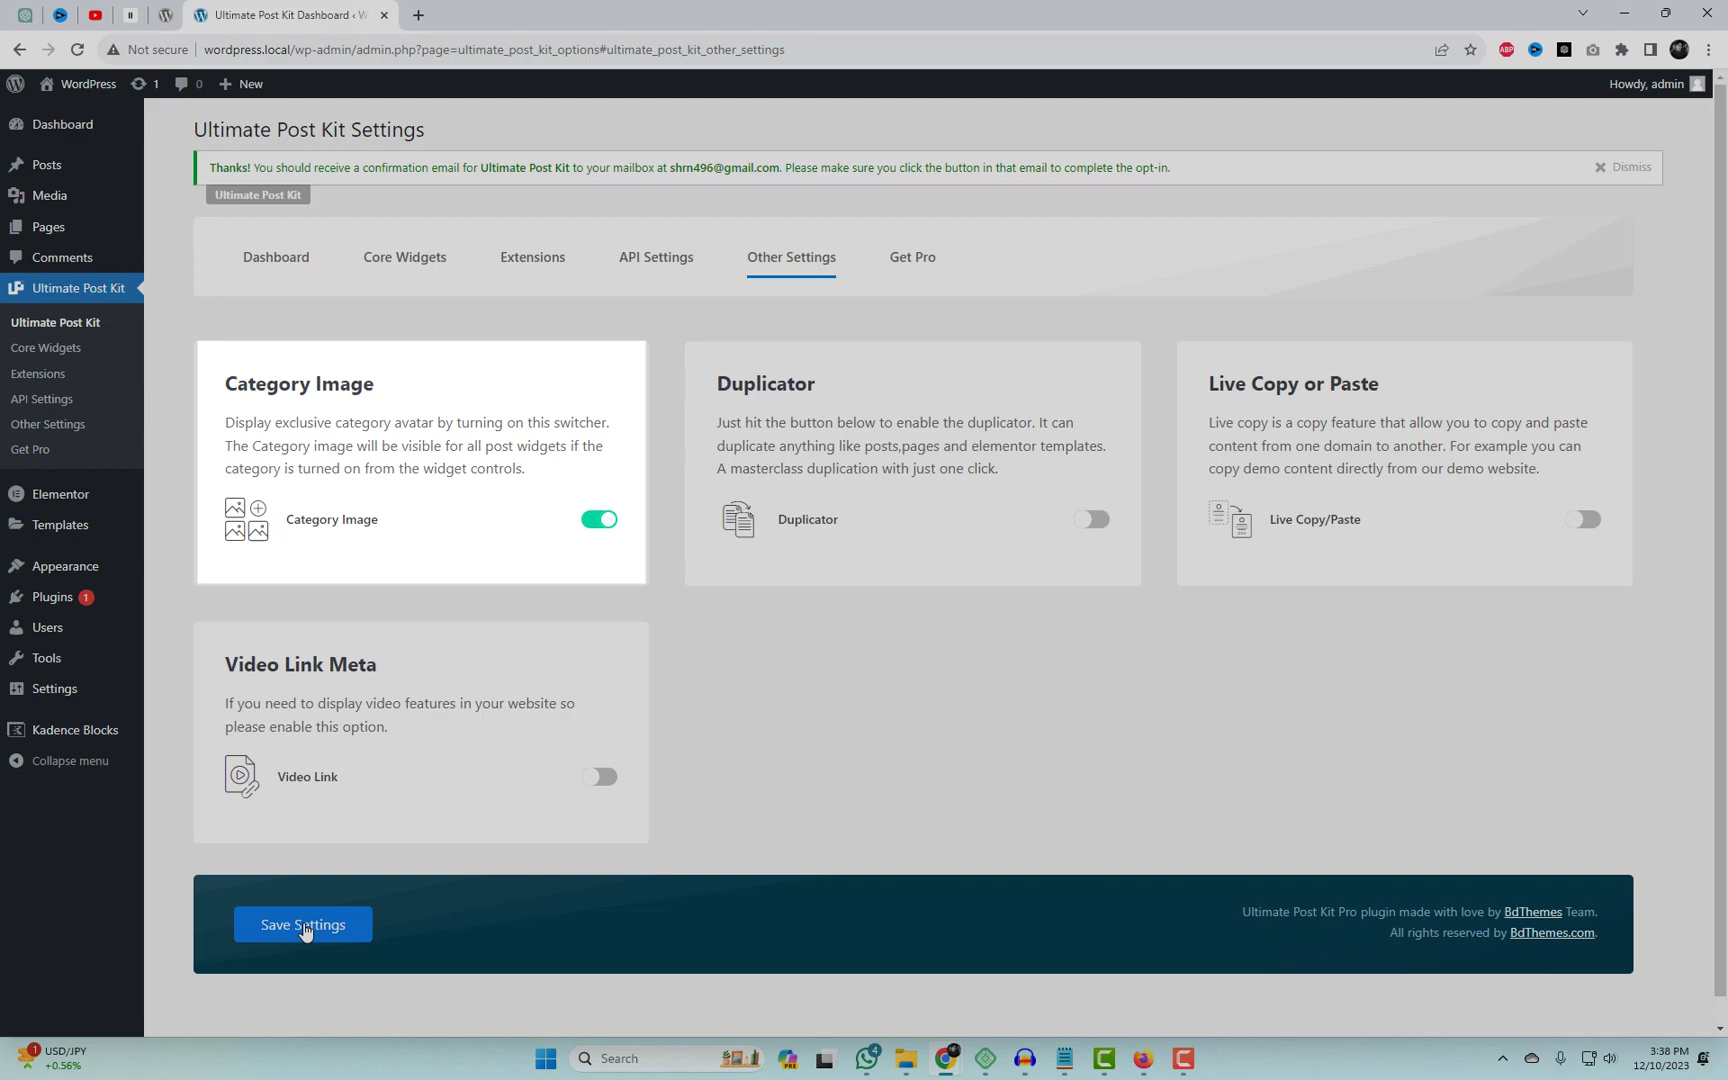 Ultimate Post Kit Dashboard ‹ W
Not secure
wordpress.local/wp-admin/admin.php?page=ultimate_post_kit_options#ultimate_post_kit_other_settings
ABP
WordPress
1
0
New
Howdy, admin
Dashboard
Posts
Media
Pages
Comments
Ultimate Post Kit
Ultimate Post Kit
Core Widgets
Extensions
API Settings
Other Settings
Get Pro
Elementor
Templates
Appearance
Plugins 1
Users
Tools
Settings
Kadence Blocks
Collapse menu
Ultimate Post Kit Settings
Thanks! You should receive a confirmation email for Ultimate Post Kit to your mailbox at shrn496@gmail.com. Please make sure you click the button in that email to complete the opt-in.
Dismiss
Ultimate Post Kit
Dashboard
Core Widgets
Extensions
API Settings
Other Settings
Get Pro
Category Image
Display exclusive category avatar by turning on this switcher.
The Category image will be visible for all post widgets if the
category is turned on from the widget controls.
Category Image
Duplicator
Just hit the button below to enable the duplicator. It can
duplicate anything like posts,pages and elementor templates.
A masterclass duplication with just one click.
Duplicator
Live Copy or Paste
Live copy is a copy feature that allow you to copy and paste
content from one domain to another. For example you can
copy demo content directly from our demo website.
Live Copy/Paste
Video Link Meta
If you need to display video features in your website so
please enable this option.
Video Link
Save Settings
Ultimate Post Kit Pro plugin made with love by BdThemes Team.
All rights reserved by BdThemes.com.
1
USD/JPY
+0.56%
Search
PRE
4
3:38 PM
12/10/2023